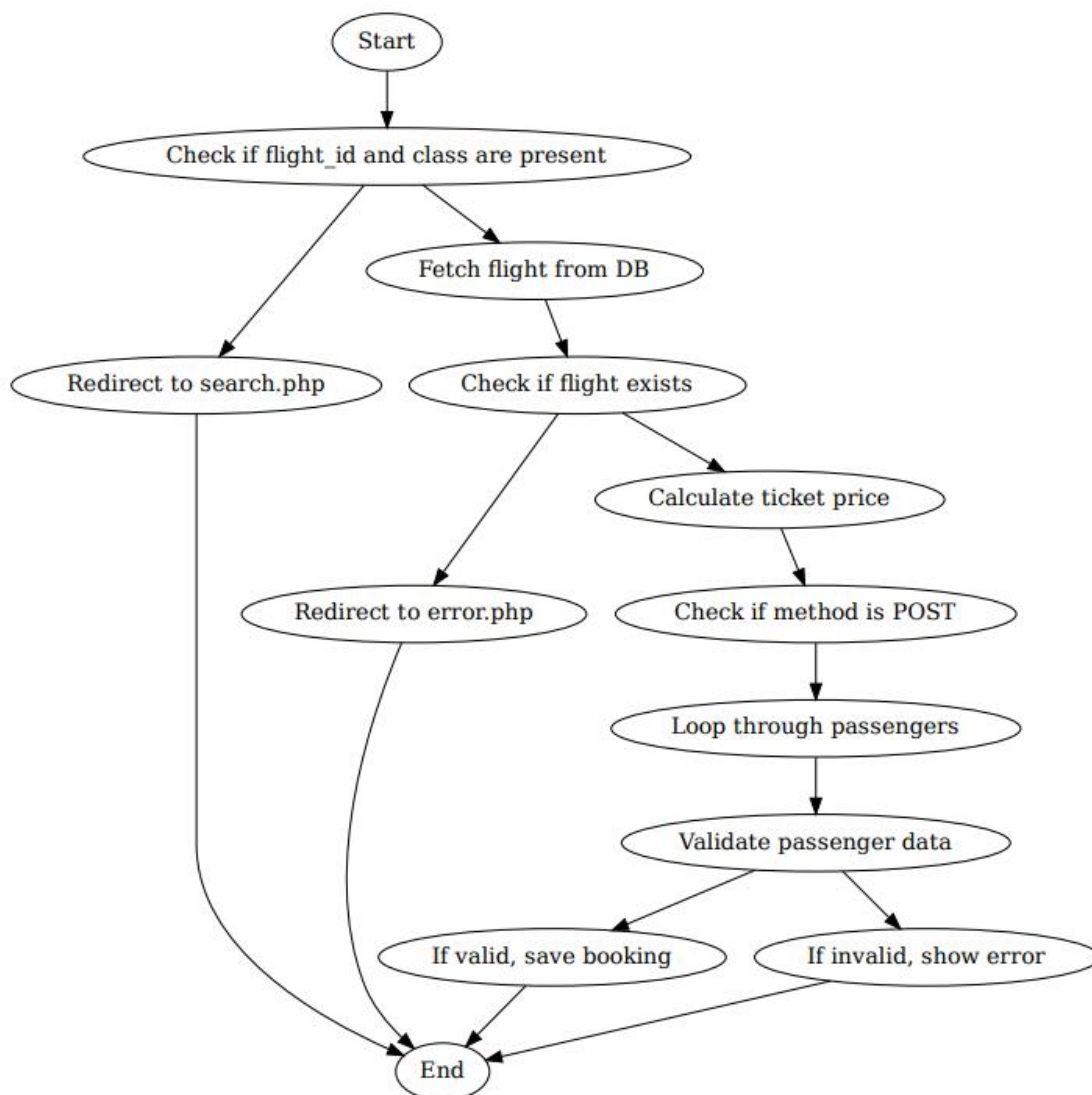 Start
Check if flight_id and class are present
Fetch flight from DB
Redirect to search.php
Check if flight exists
Calculate ticket price
Redirect to error.php
Check if method is POST
Loop through passengers
Validate passenger data
If valid, save booking
If invalid, show error
End